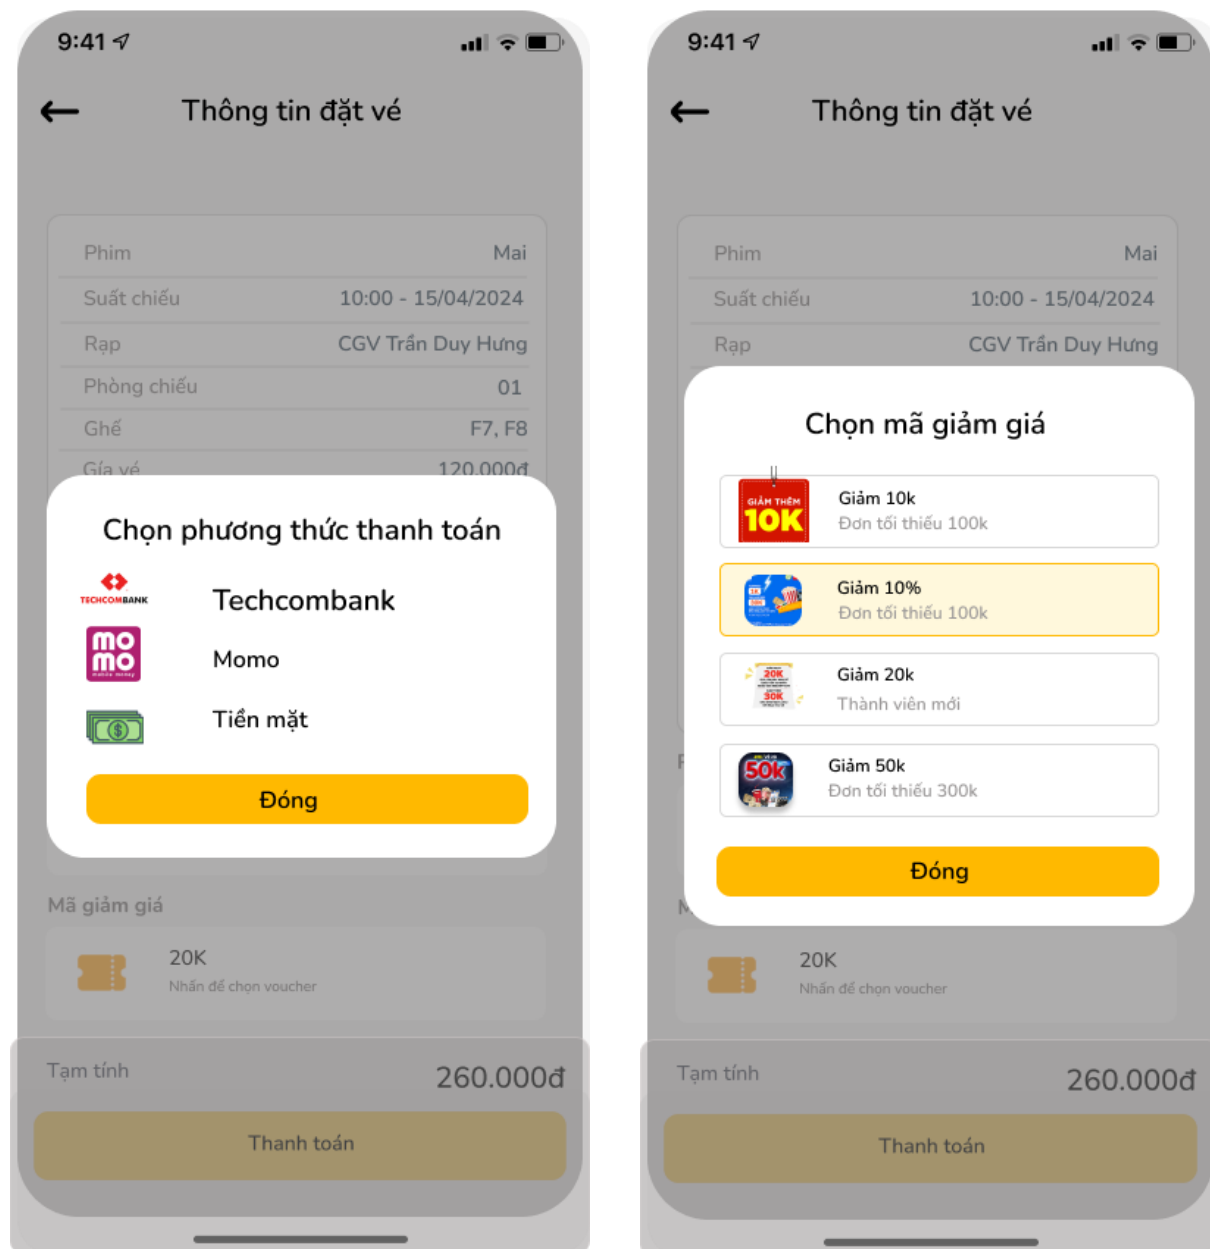 9:41
Thông tin đặt vé
Phim Mai
Suất chiếu 10:00 - 15/04/2024
Rạp CGV Trần Duy Hưng
Phòng chiếu 01
Ghế F7, F8
Gía vé 120.000đ
Chọn phương thức thanh toán
TECHCOMBANK Techcombank
mo
mo
mobile money
Momo
Tiền mặt
Đóng
Mã giảm giá
20K
Nhấn để chọn voucher
Tạm tính 260.000đ
Thanh toán
9:41
Thông tin đặt vé
Phim Mai
Suất chiếu 10:00 - 15/04/2024
Rạp CGV Trần Duy Hưng
Chọn mã giảm giá
GIẢM THÊM
10K
Giảm 10k
Đơn tối thiếu 100k
Giảm 10%
Đơn tối thiếu 100k
20K
30K
Giảm 20k
Thành viên mới
50k
Giảm 50k
Đơn tối thiếu 300k
Đóng
20K
Nhấn để chọn voucher
Tạm tính 260.000đ
Thanh toán